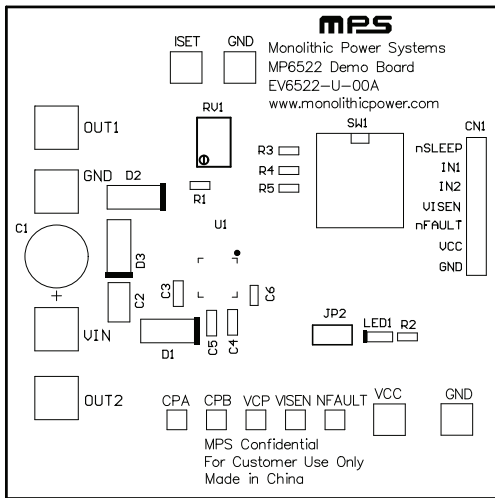 mps
ISET
GND
Monolithic Power Systems
MP6522 Demo Board
EV6522-U-00A
www.monolithicpower.com
RV1
SW1
CN1
OUT1
R3
nSLEEP
R4
IN1
GND
D2
R5
IN2
R1
VISEN
C1
U1
nFAULT
D3
VCC
GND
+
C2
C3
C6
VIN
D1
C5
C4
JP2
LED1
R2
OUT2
CPA
CPB
VCP
VISEN
NFAULT
VCC
GND
MPS Confidential
For Customer Use Only
Made in China